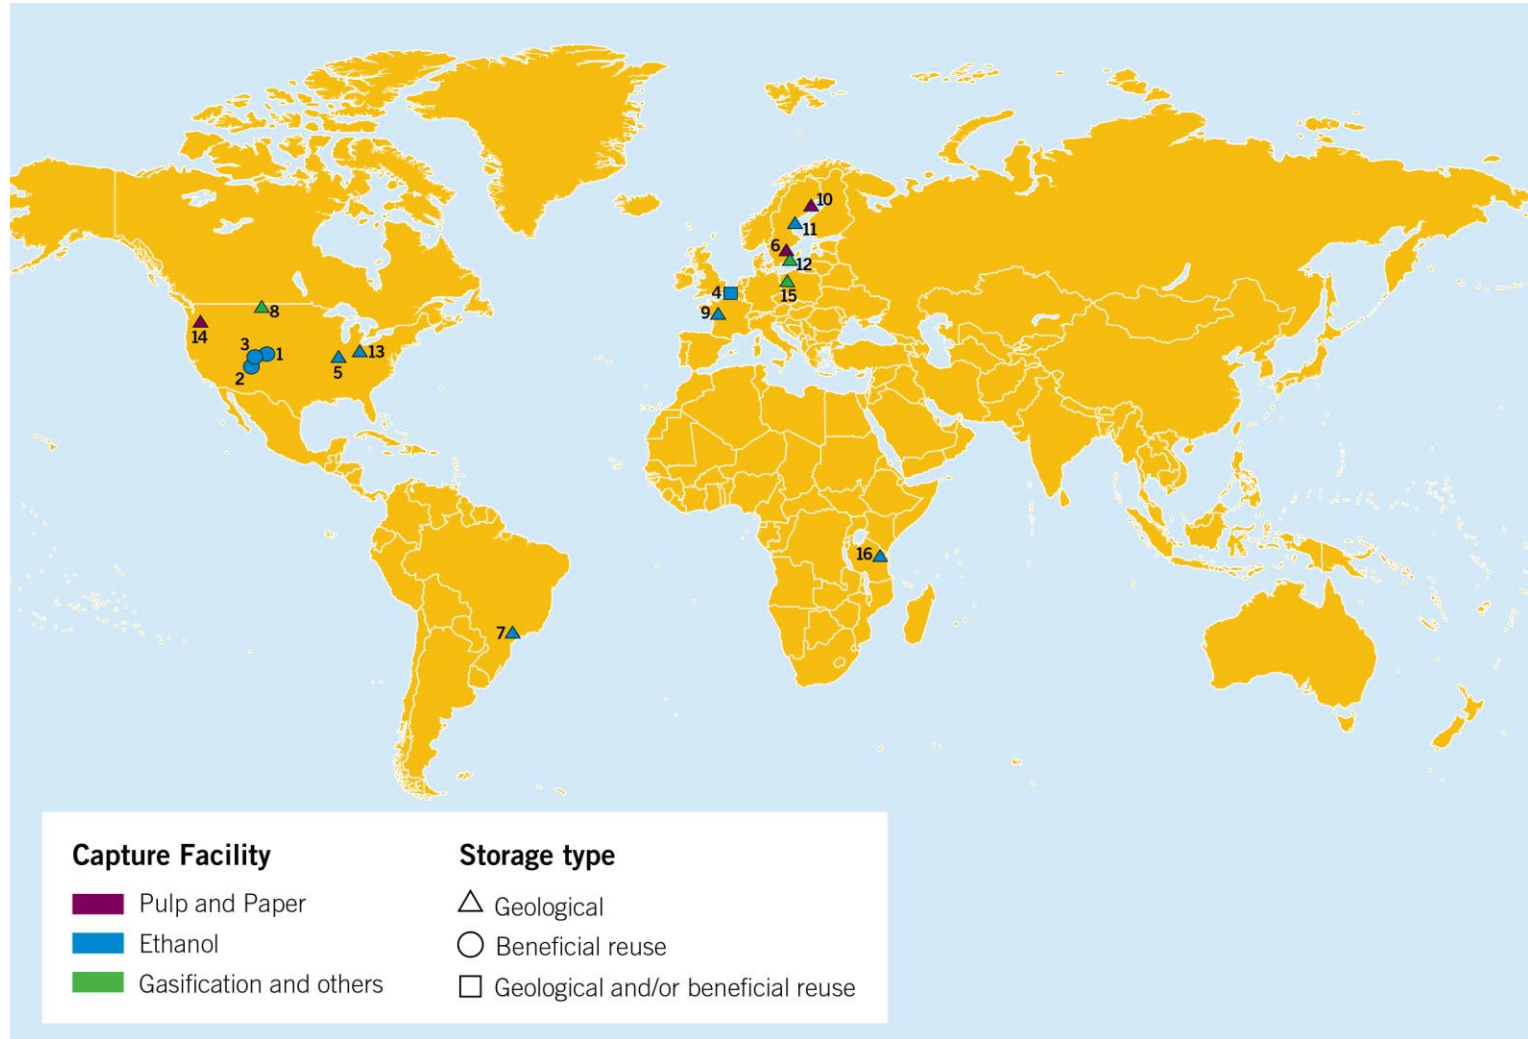 10
11
6
12
4
15
9
8
14
3
1
13
2
5
16
7
Capture Facility
Pulp and Paper
Ethanol
Gasification and others
Storage type
Geological
Beneficial reuse
Geological and/or beneficial reuse